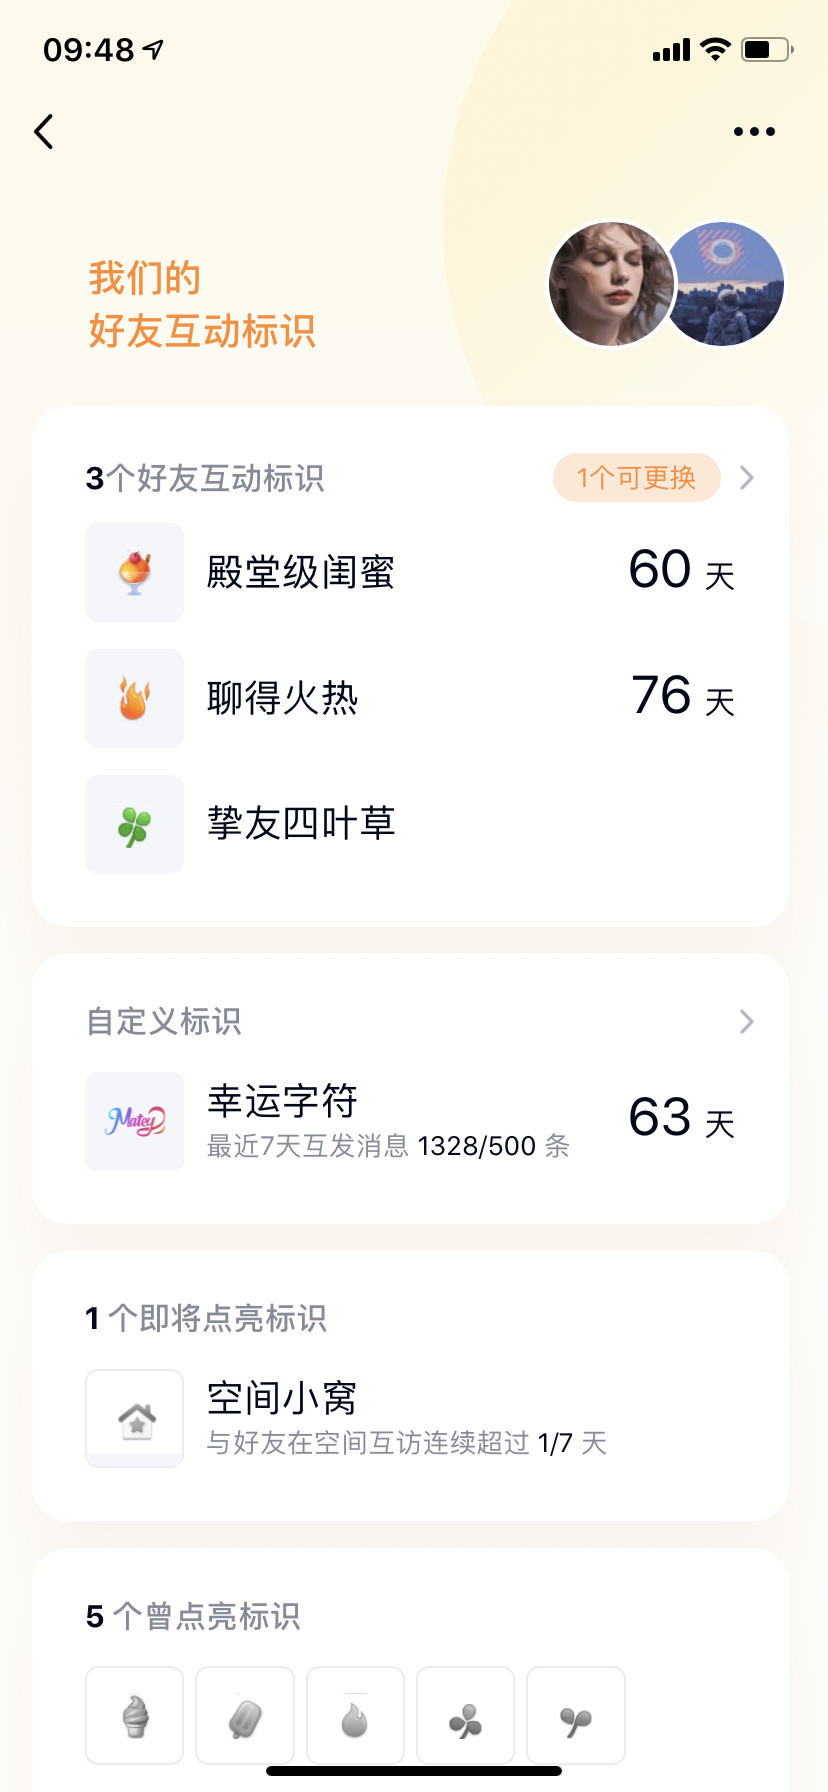 09:48
我们的
好友互动标识
3个好友互动标识
1个可更换
殿堂级闺蜜
60 天
聊得火热
76 天
挚友四叶草
自定义标识
Matey
幸运字符
最近7天互发消息 1328/500 条
63 天
1 个即将点亮标识
空间小窝
与好友在空间互访连续超过 1/7 天
5 个曾点亮标识